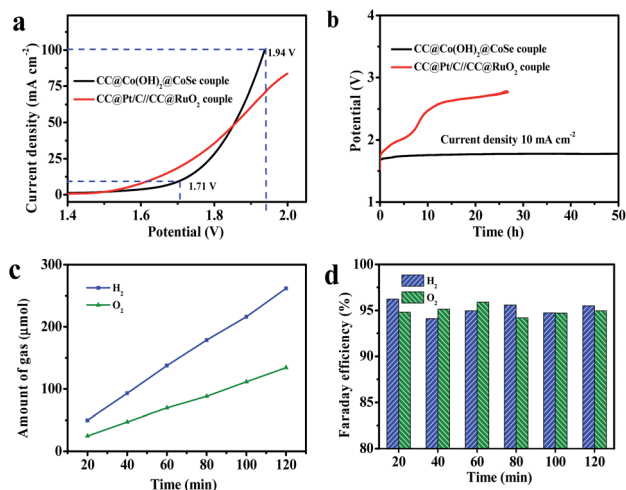 a
Current density (mA cm⁻²)
100
75
50
25
0
1.94 V
CC@Co(OH)₂@CoSe couple
CC@Pt/C//CC@RuO₂ couple
1.71 V
1.4
1.6
1.8
2.0
Potential (V)
b
Potential (V)
4
3
2
1
CC@Co(OH)₂@CoSe couple
CC@Pt/C//CC@RuO₂ couple
Current density 10 mA cm⁻²
0
10
20
30
40
50
Time (h)
c
Amount of gas (μmol)
300
200
100
0
H₂
O₂
20
40
60
80
100
120
Time (min)
d
Faraday efficiency (%)
100
95
90
85
80
H₂
O₂
20
40
60
80
100
120
Time (min)